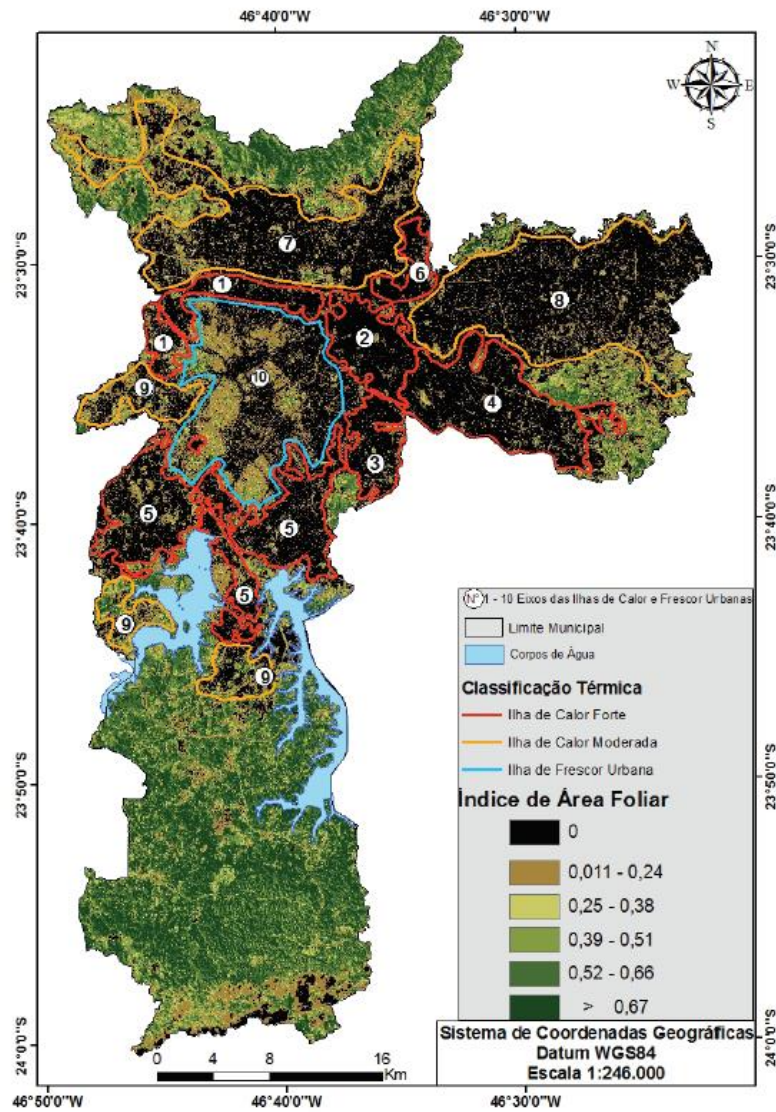 46°40'0"W
46°30'0"W
N
W
E
S
23°30'0"S
23°30'0"S
7
6
1
8
2
1
10
9
4
3
23°40'0"S
23°40'0"S
5
5
5
9
9
Nº 1 - 10 Eixos das Ilhas de Calor e Frescor Urbanas
Limite Municipal
Corpos de Água
Classificação Térmica
Ilha de Calor Forte
Ilha de Calor Moderada
Ilha de Frescor Urbana
23°50'0"S
23°50'0"S
Índice de Área Foliar
0
0,011 - 0,24
0,25 - 0,38
0,39 - 0,51
0,52 - 0,66
> 0,67
24°0'0"S
24°0'0"S
Sistema de Coordenadas Geográficas
Datum WGS84
Escala 1:246.000
0 4 8 16
Km
46°50'0"W
46°40'0"W
46°30'0"W